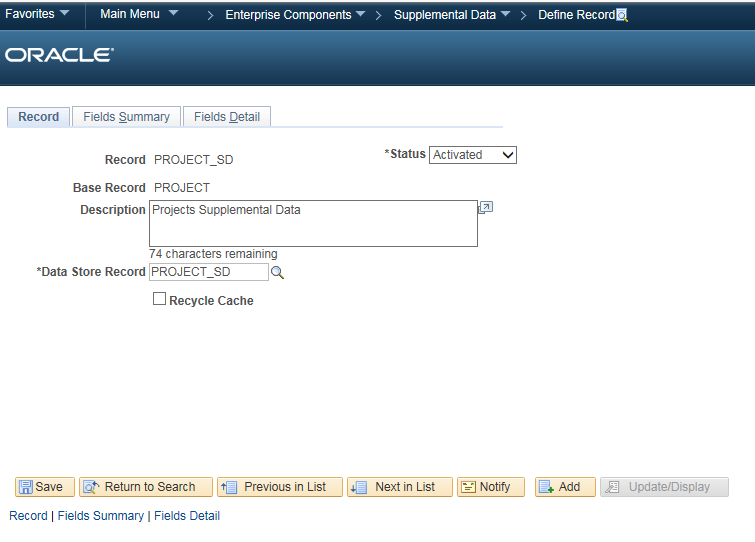 Favorites Main Menu > Enterprise Components > Supplemental Data > Define Record
ORACLE®
Record Fields Summary Fields Detail
Record PROJECT_SD *Status Activated
Base Record PROJECT
Description Projects Supplemental Data
74 characters remaining
*Data Store Record PROJECT_SD
Recycle Cache
Save Return to Search Previous in List Next in List Notify Add Update/Display
Record | Fields Summary | Fields Detail